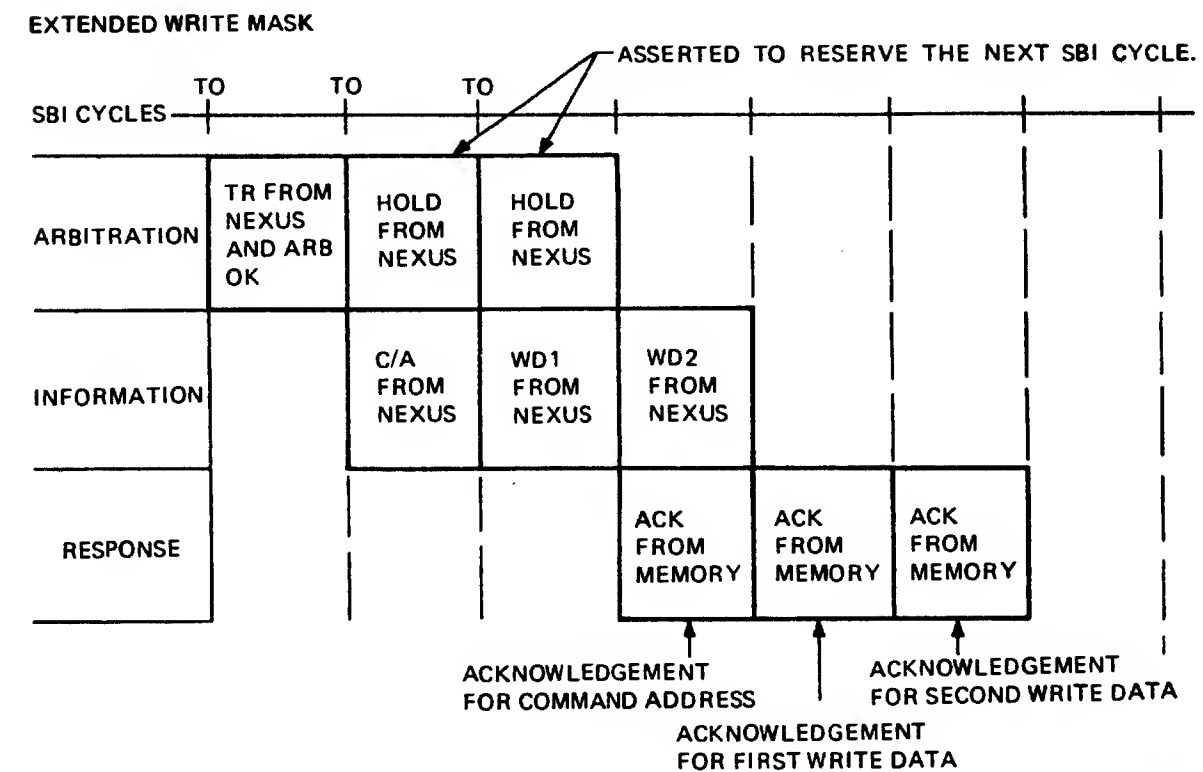 EXTENDED WRITE MASK
ASSERTED TO RESERVE THE NEXT SBI CYCLE.
TO TO TO
SBI CYCLES
ARBITRATION
TR FROM
NEXUS
AND ARB
OK
HOLD
FROM
NEXUS
HOLD
FROM
NEXUS
INFORMATION
C/A
FROM
NEXUS
WD1
FROM
NEXUS
WD2
FROM
NEXUS
RESPONSE
ACK
FROM
MEMORY
ACK
FROM
MEMORY
ACK
FROM
MEMORY
ACKNOWLEDGEMENT
FOR COMMAND ADDRESS
ACKNOWLEDGEMENT
FOR FIRST WRITE DATA
ACKNOWLEDGEMENT
FOR SECOND WRITE DATA